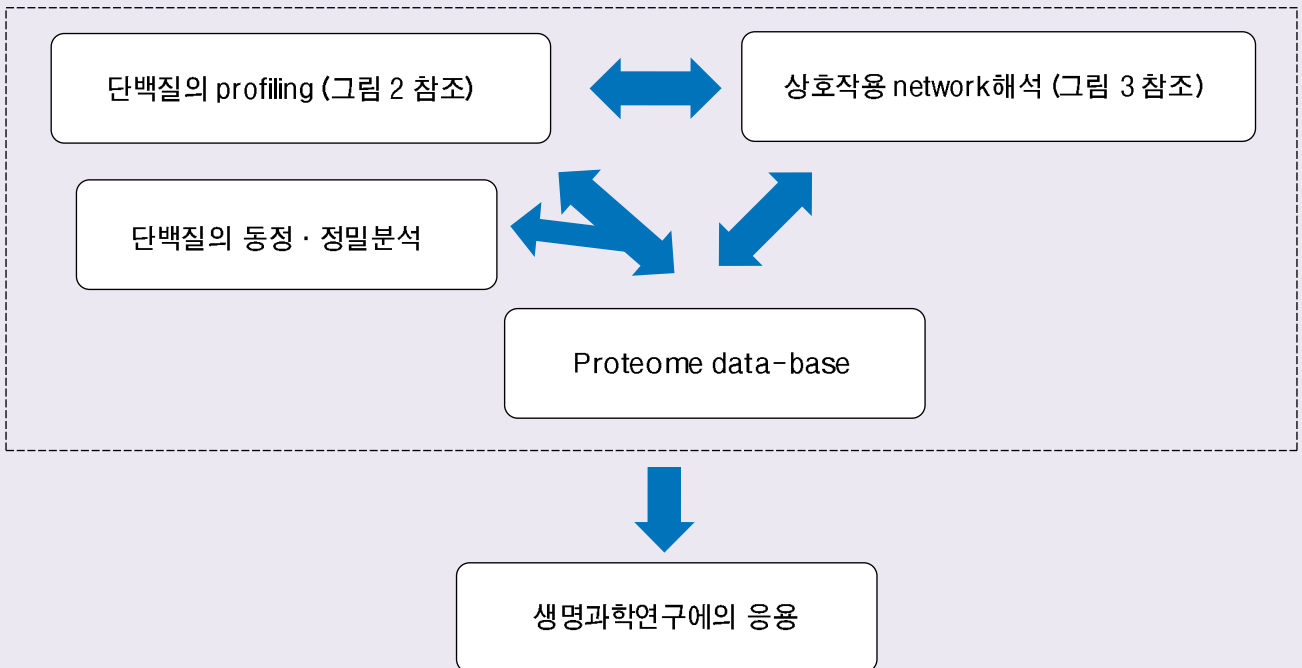 단백질의 profiling (그림 2 참조)
상호작용 network해석 (그림 3 참조)
단백질의 동정 · 정밀분석
Proteome data-base
생명과학연구에의 응용